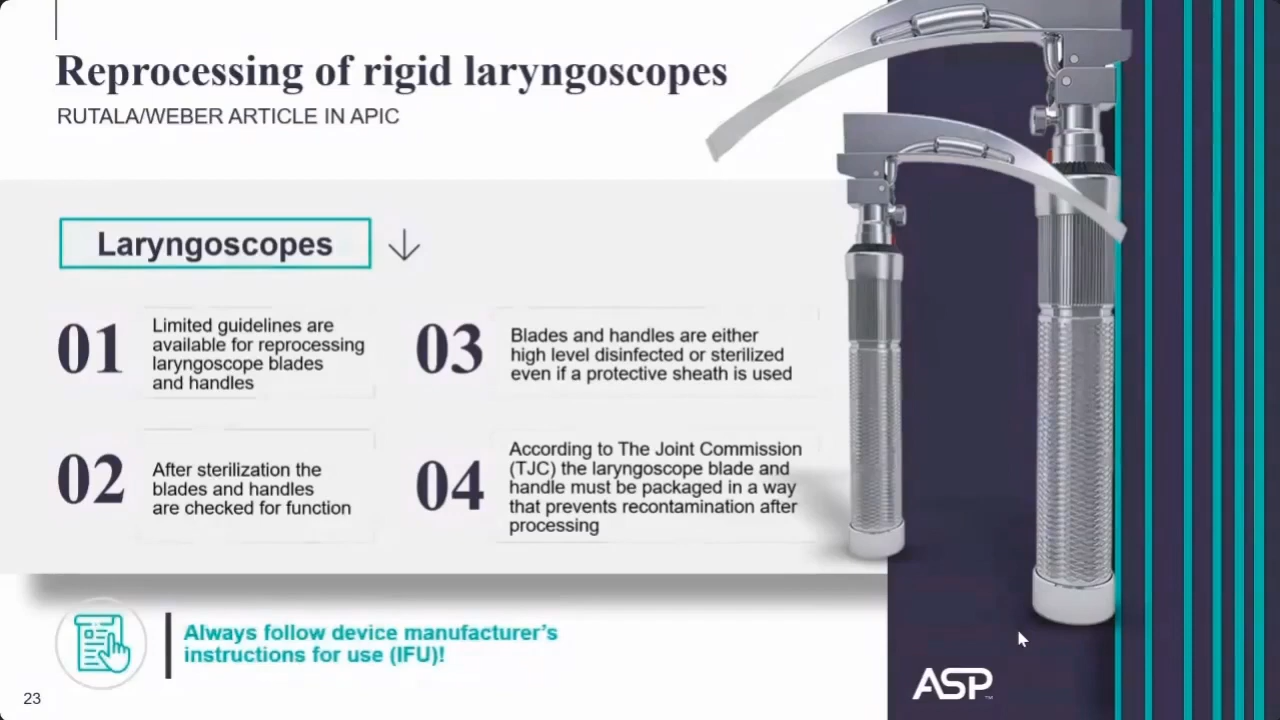 Reprocessing of rigid laryngoscopes
RUTALA/WEBER ARTICLE IN APIC
Laryngoscopes
01
Limited guidelines are
available for reprocessing
laryngoscope blades
and handles
02
After sterilization the
blades and handles
are checked for function
03
Blades and handles are either
high level disinfected or sterilized
even if a protective sheath is used
04
According to The Joint Commission
(TJC) the laryngoscope blade and
handle must be packaged in a way
that prevents recontamination after
processing
Always follow device manufacturer’s
instructions for use (IFU)!
23
ASP™